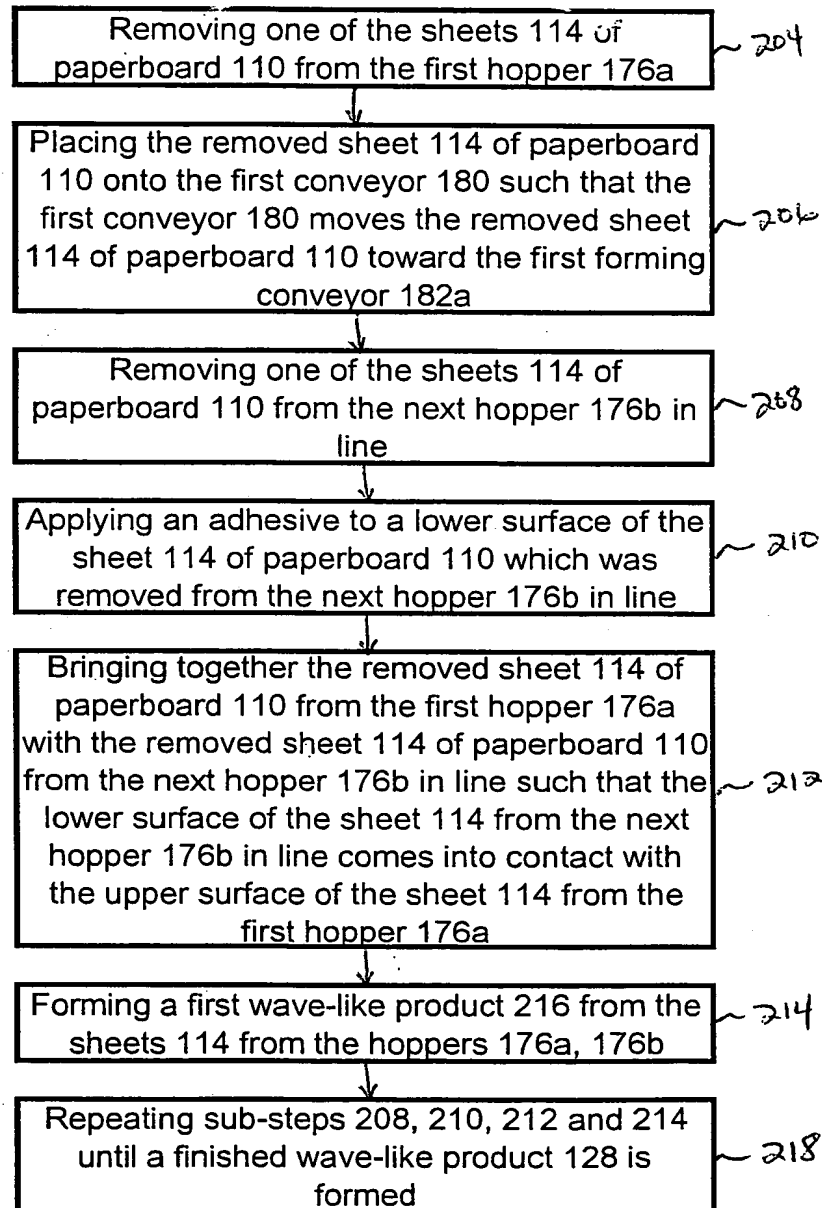 Removing one of the sheets 114 of
paperboard 110 from the first hopper 176a
204
Placing the removed sheet 114 of paperboard
110 onto the first conveyor 180 such that the
first conveyor 180 moves the removed sheet
114 of paperboard 110 toward the first forming
conveyor 182a
206
Removing one of the sheets 114 of
paperboard 110 from the next hopper 176b in
line
208
Applying an adhesive to a lower surface of the
sheet 114 of paperboard 110 which was
removed from the next hopper 176b in line
210
Bringing together the removed sheet 114 of
paperboard 110 from the first hopper 176a
with the removed sheet 114 of paperboard 110
from the next hopper 176b in line such that the
lower surface of the sheet 114 from the next
hopper 176b in line comes into contact with
the upper surface of the sheet 114 from the
first hopper 176a
212
Forming a first wave-like product 216 from the
sheets 114 from the hoppers 176a, 176b
214
Repeating sub-steps 208, 210, 212 and 214
until a finished wave-like product 128 is
formed
218